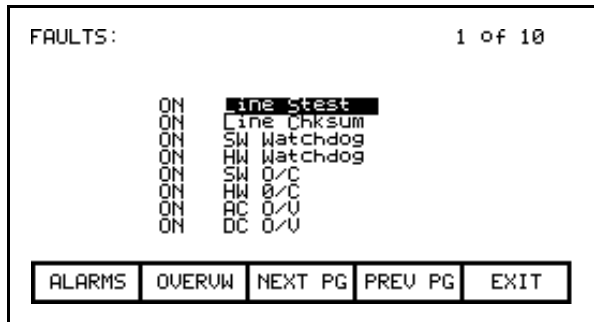 FAULTS: 1 of 10
ON Line Stest
ON Line Chksum
ON SW Watchdog
ON HW Watchdog
ON SW O/C
ON HW O/C
ON AC O/V
ON DC O/V
ALARMS OVERVW NEXT PG PREV PG EXIT